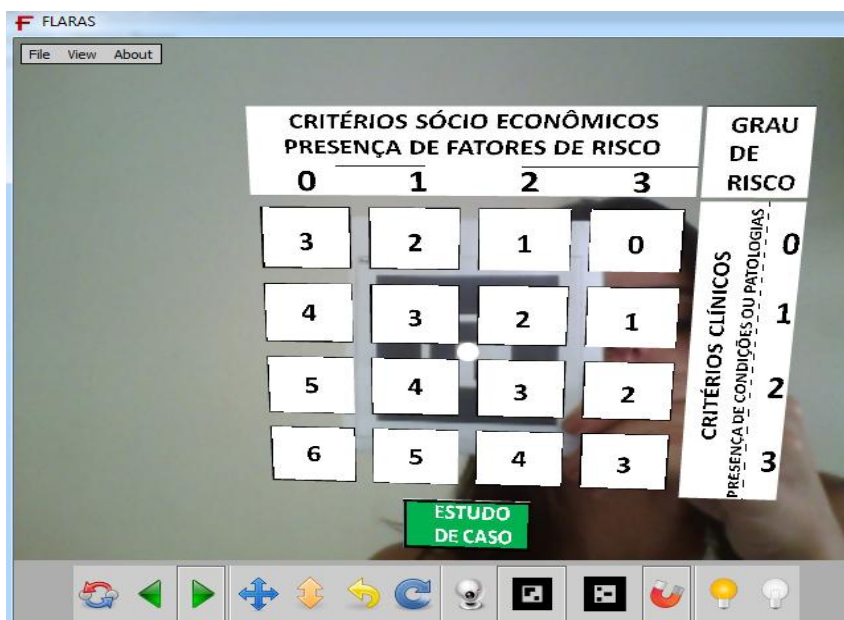 FLARAS
File View About
CRITÉRIOS SÓCIO ECONÔMICOS
PRESENÇA DE FATORES DE RISCO
0 1 2 3
GRAU
DE
RISCO
3 2 1 0
4 3 2 1
5 4 3 2
6 5 4 3
CRITÉRIOS CLÍNICOS
PRESENÇA DE CONDIÇÕES OU PATOLOGIAS
0
1
2
3
ESTUDO
DE CASO